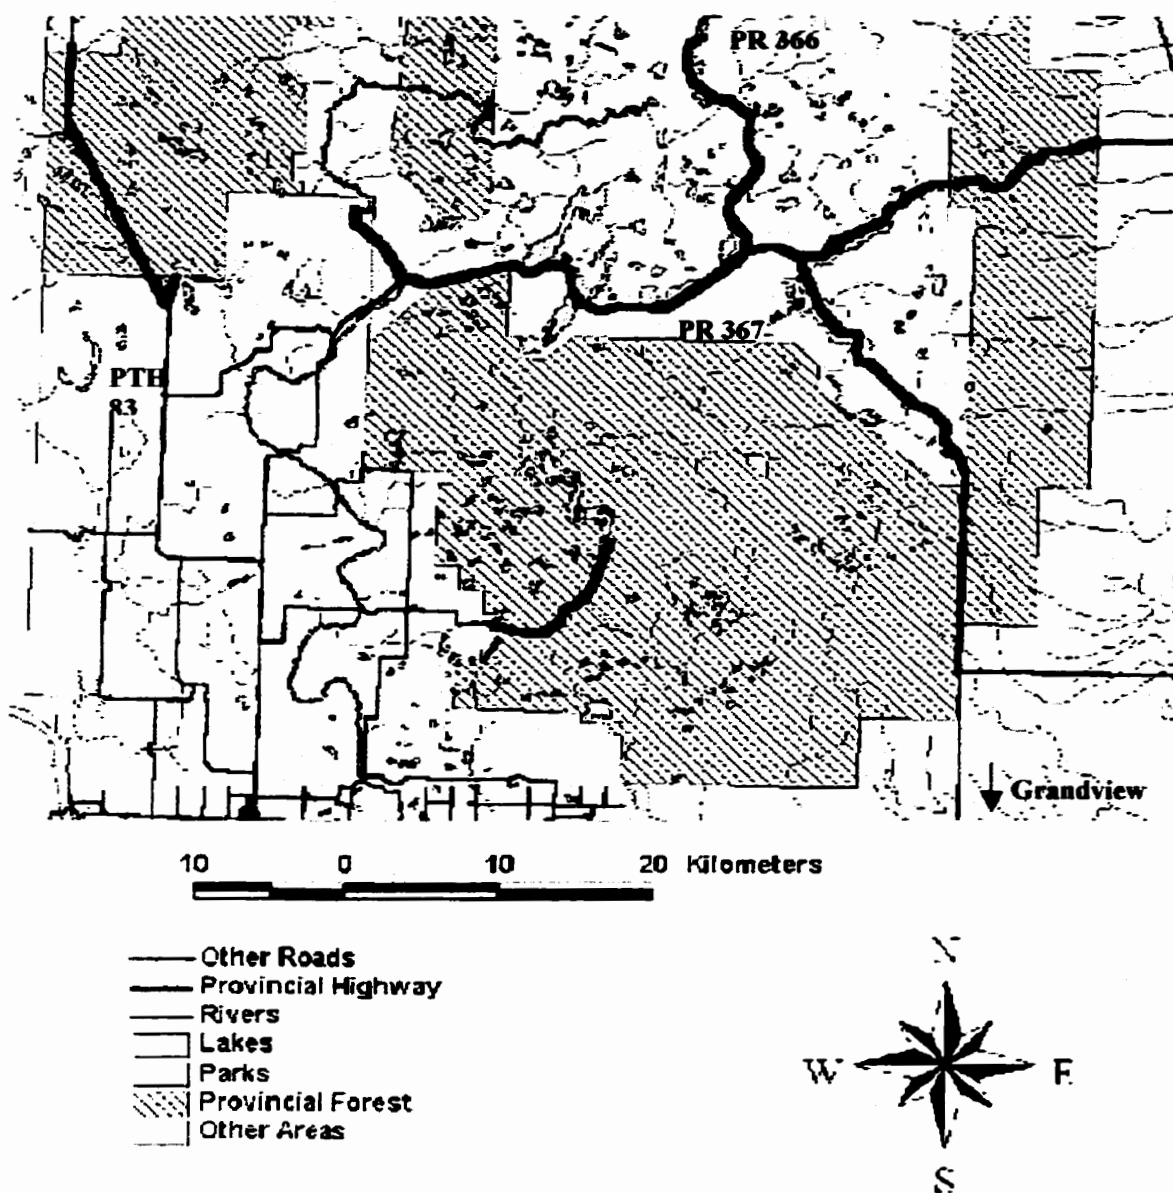 PR 366
PR 367
PTH
83
Grandview
10 0 10 20 Kilometers
Other Roads
Provincial Highway
Rivers
Lakes
Parks
Provincial Forest
Other Areas
N
W E
S